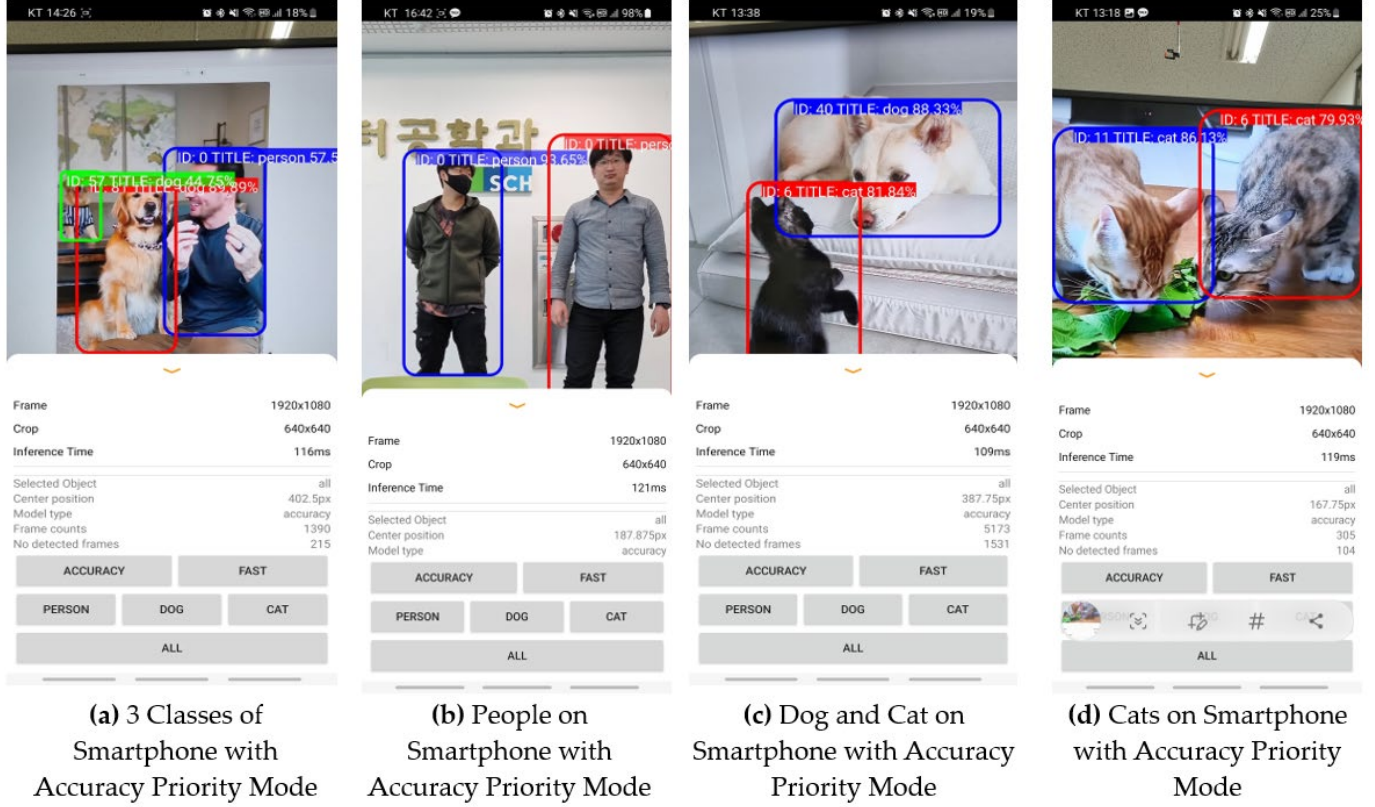 KT 14:26 18%
ID: 0 TITLE: person 57.5
ID: 57 TITLE: dog 44.75%
dog 89%
Frame 1920x1080
Crop 640x640
Inference Time 116ms
Selected Object all
Center position 402.5px
Model type accuracy
Frame counts 1390
No detected frames 215
ACCURACY FAST
PERSON DOG CAT
ALL
(a) 3 Classes of
Smartphone with
Accuracy Priority Mode
KT 16:42 98%
터공학과
ID: 0 TITLE: pers
ID: 0 TITLE: person 93.65%
SCH
Frame 1920x1080
Crop 640x640
Inference Time 121ms
Selected Object all
Center position 187.875px
Model type accuracy
ACCURACY FAST
PERSON DOG CAT
ALL
(b) People on
Smartphone with
Accuracy Priority Mode
KT 13:38 19%
ID: 40 TITLE: dog 88.33%
ID: 6 TITLE: cat 81.84%
Frame 1920x1080
Crop 640x640
Inference Time 109ms
Selected Object all
Center position 387.75px
Model type accuracy
Frame counts 5173
No detected frames 1531
ACCURACY FAST
PERSON DOG CAT
ALL
(c) Dog and Cat on
Smartphone with Accuracy
Priority Mode
KT 13:18 25%
ID: 6 TITLE: cat 79.93%
ID: 11 TITLE: cat 86.13%
Frame 1920x1080
Crop 640x640
Inference Time 119ms
Selected Object all
Center position 167.75px
Model type accuracy
Frame counts 305
No detected frames 104
ACCURACY FAST
#
ALL
(d) Cats on Smartphone
with Accuracy Priority
Mode